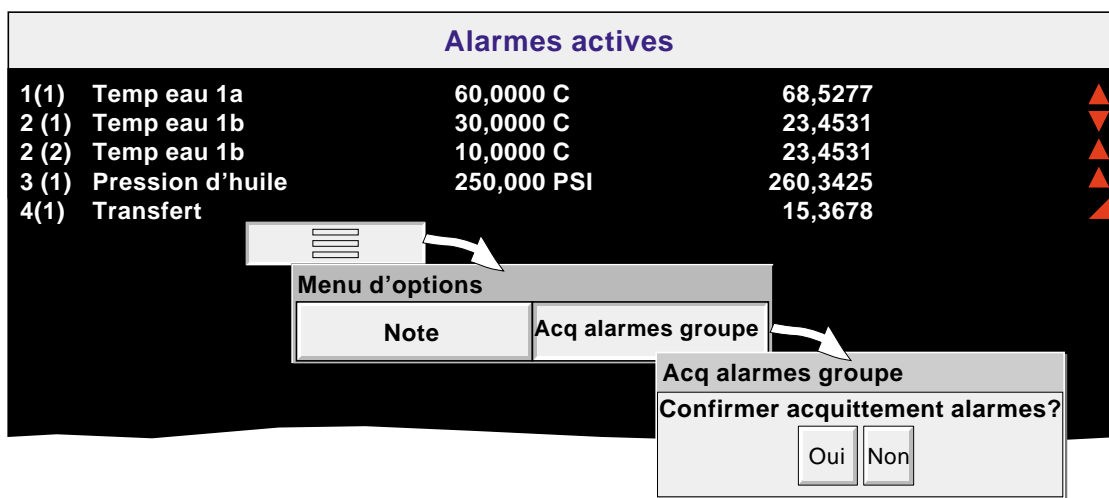 Alarmes actives
1(1) Temp eau 1a 60,0000 C 68,5277
2 (1) Temp eau 1b 30,0000 C 23,4531
2 (2) Temp eau 1b 10,0000 C 23,4531
3 (1) Pression d’huile 250,000 PSI 260,3425
4(1) Transfert 15,3678
Menu d’options
Note Acq alarmes groupe
Acq alarmes groupe
Confirmer acquittement alarmes?
Oui Non